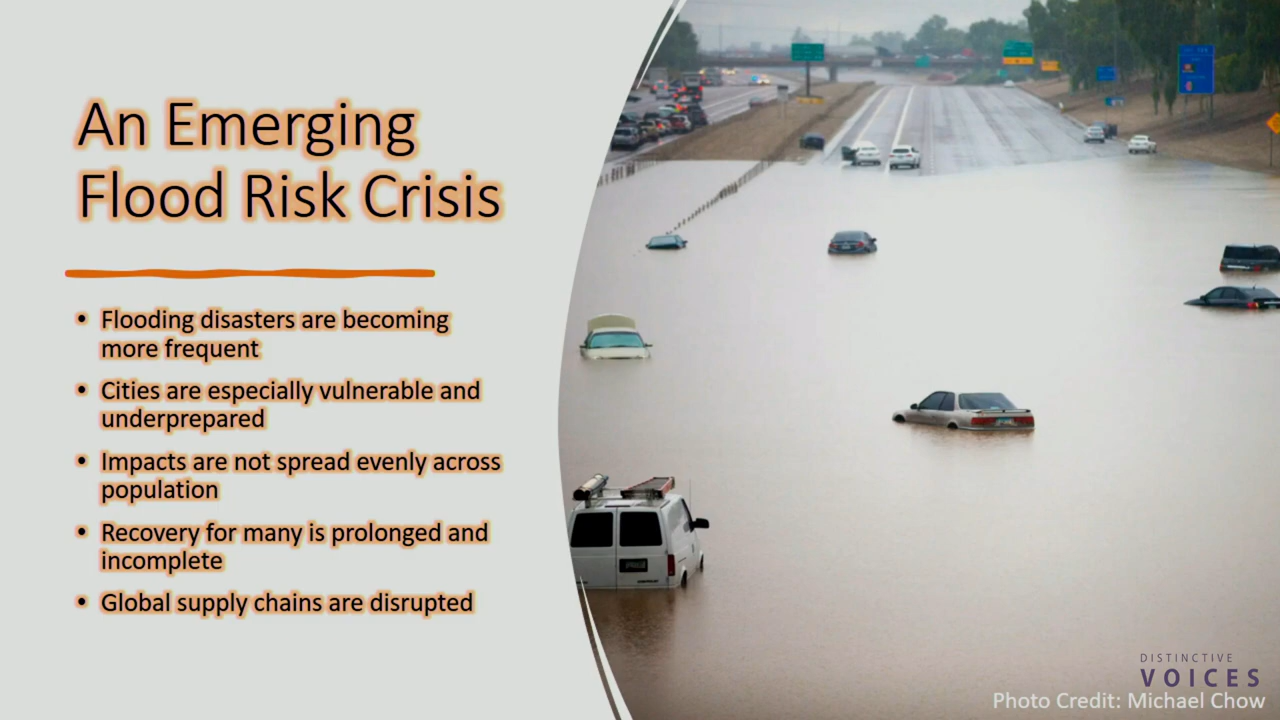 An Emerging
Flood Risk Crisis
• Flooding disasters are becoming
more frequent
• Cities are especially vulnerable and
underprepared
• Impacts are not spread evenly across
population
• Recovery for many is prolonged and
incomplete
• Global supply chains are disrupted
DISTINCTIVE
VOICES
Photo Credit: Michael Chow